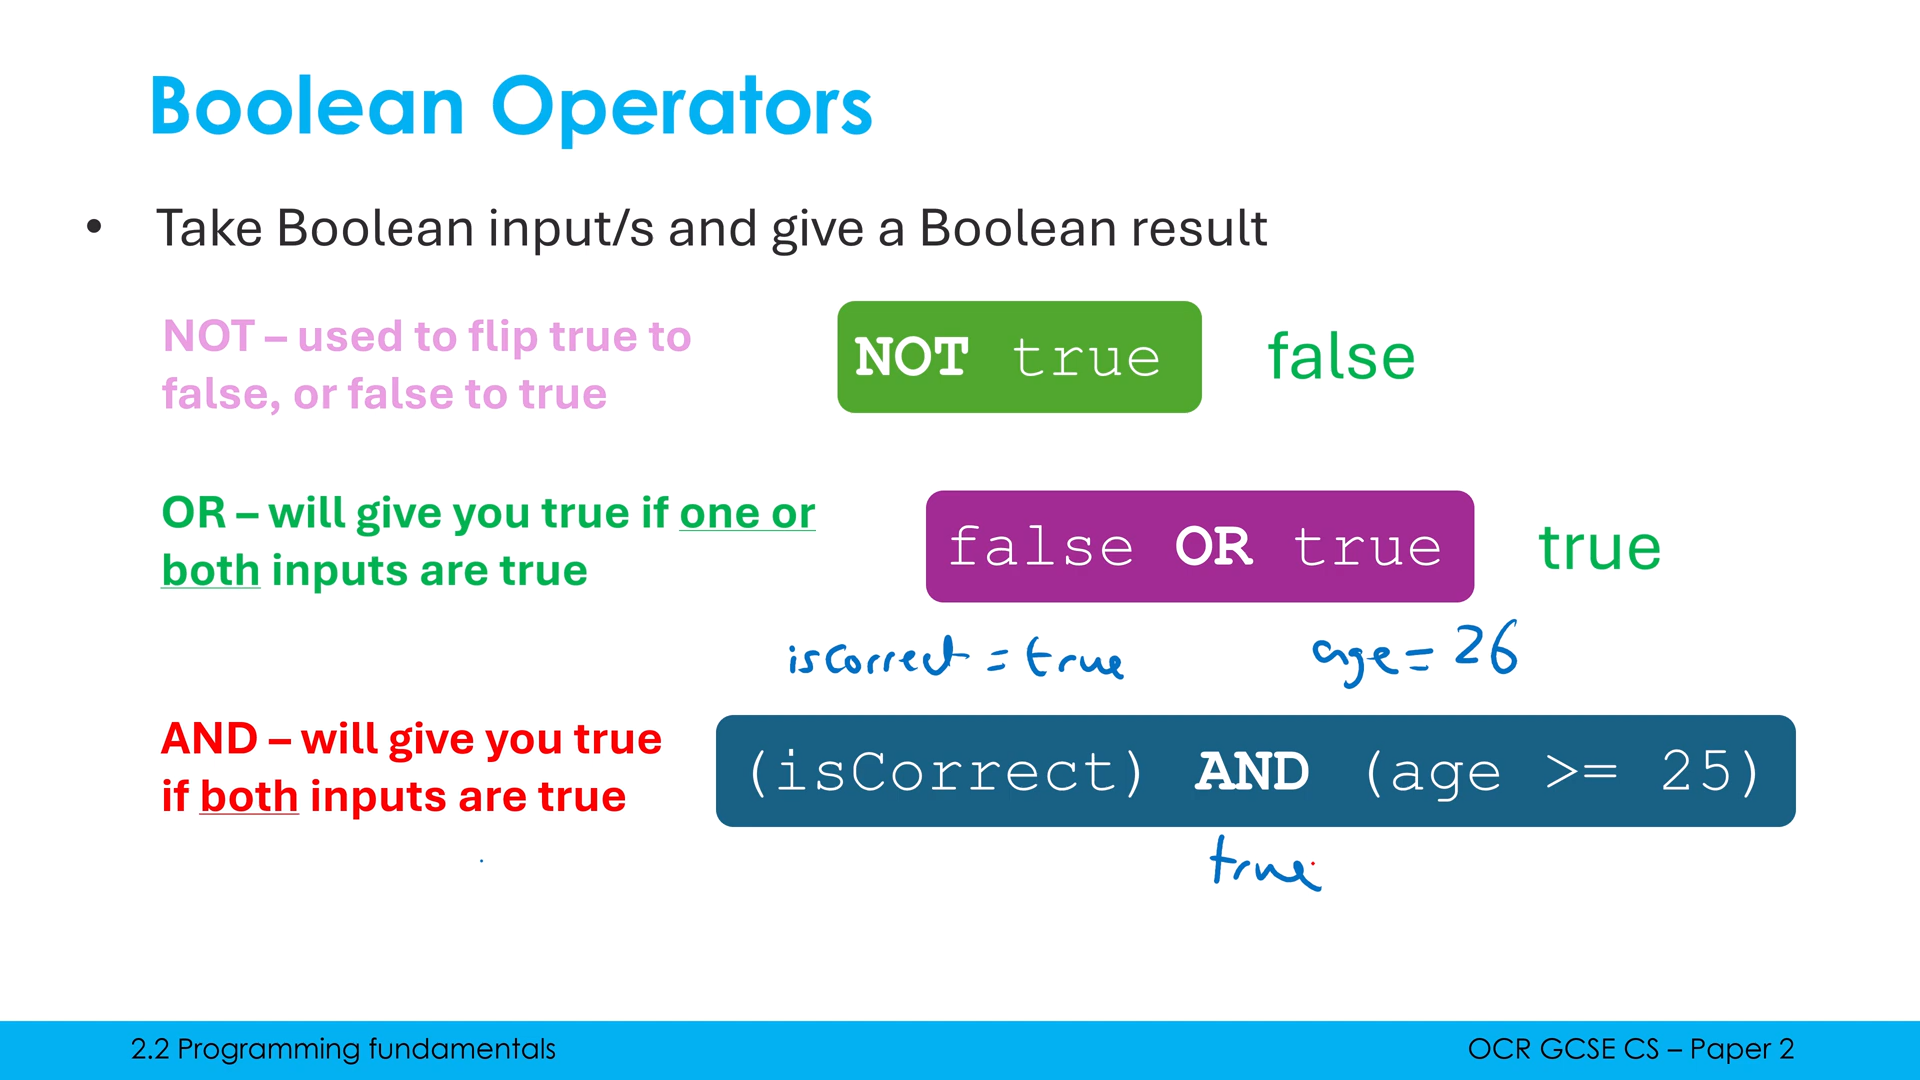 Boolean Operators
• Take Boolean input/s and give a Boolean result
NOT – used to flip true to
false, or false to true
NOT true
false
OR – will give you true if one or
both inputs are true
false OR true
true
isCorrect = true
age = 26
AND – will give you true
if both inputs are true
(isCorrect) AND (age >= 25)
true
2.2 Programming fundamentals
OCR GCSE CS – Paper 2